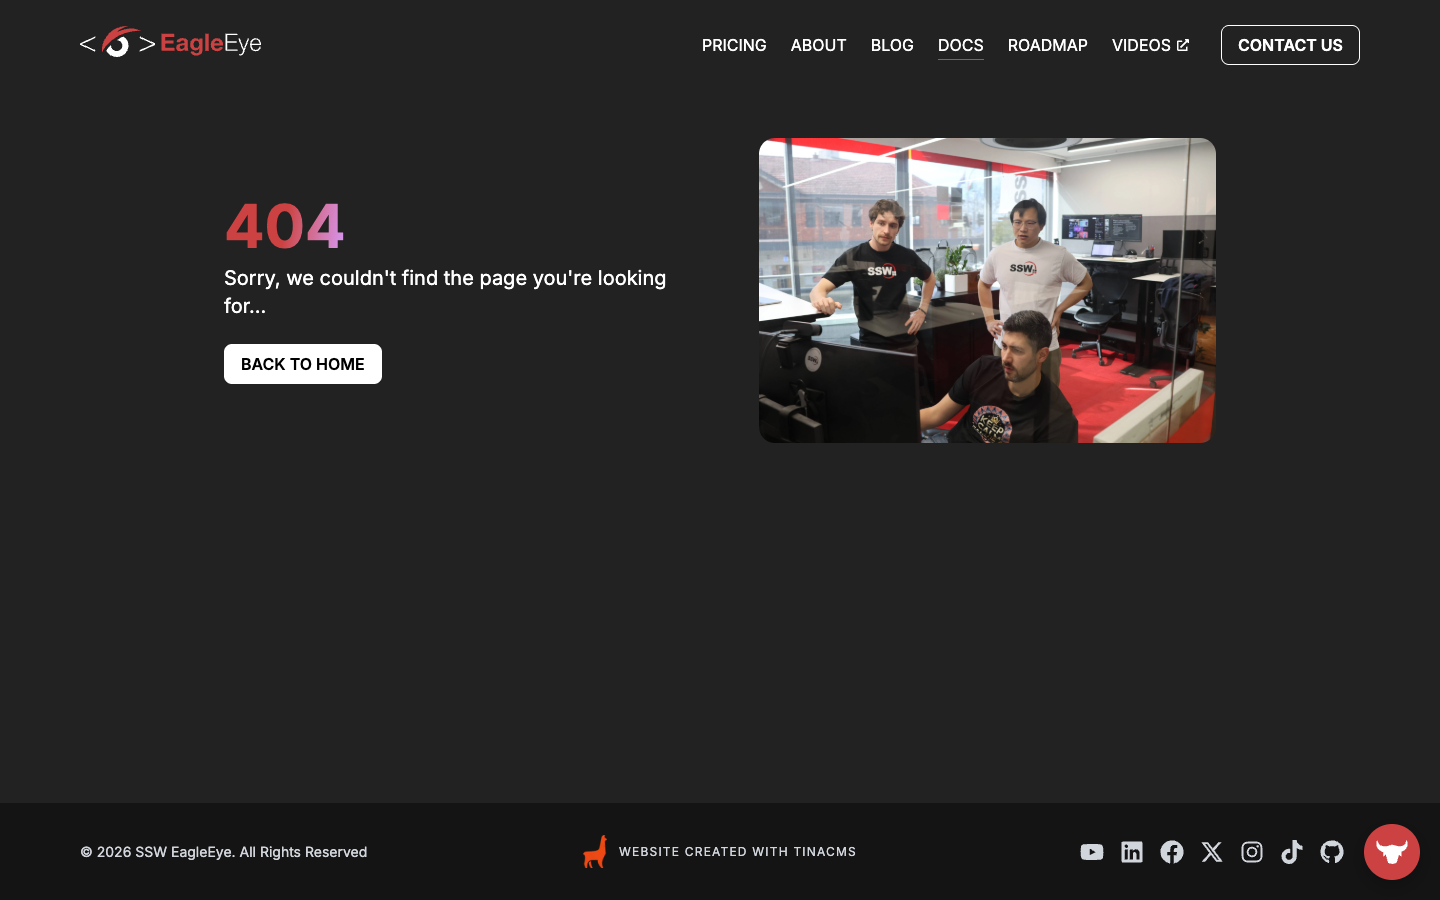 < > EagleEye
PRICING
ABOUT
BLOG
DOCS
ROADMAP
VIDEOS
CONTACT US
404
Sorry, we couldn't find the page you're looking
for...
BACK TO HOME
SSW
SSW
SSW
© 2026 SSW EagleEye. All Rights Reserved
WEBSITE CREATED WITH TINACMS